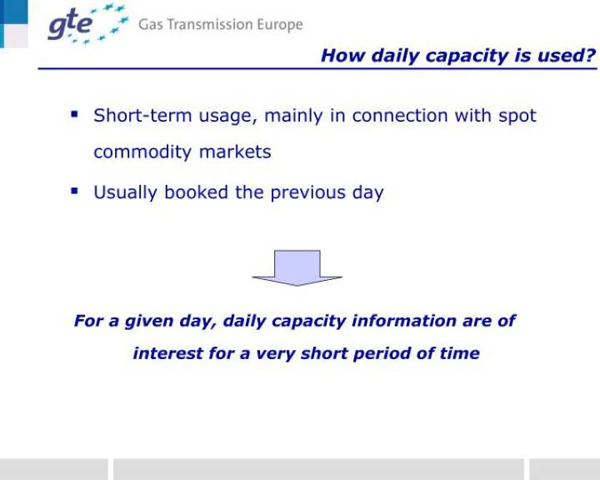 gte Gas Transmission Europe
How daily capacity is used?
▪ Short-term usage, mainly in connection with spot
commodity markets
▪ Usually booked the previous day
For a given day, daily capacity information are of
interest for a very short period of time